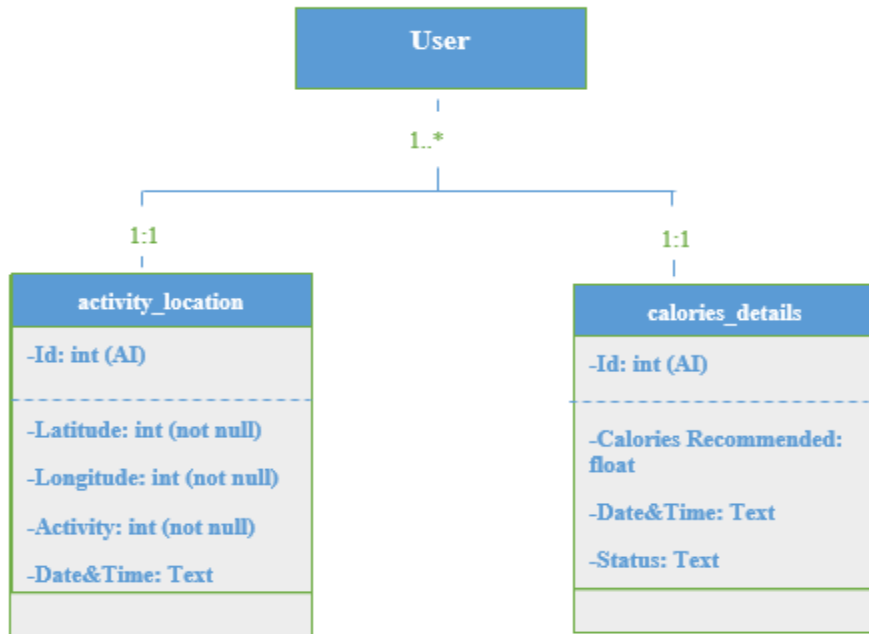 User
1..*
1:1
1:1
activity_location
-Id: int (AI)
-Latitude: int (not null)
-Longitude: int (not null)
-Activity: int (not null)
-Date&Time: Text
calories_details
-Id: int (AI)
-Calories Recommended:
float
-Date&Time: Text
-Status: Text